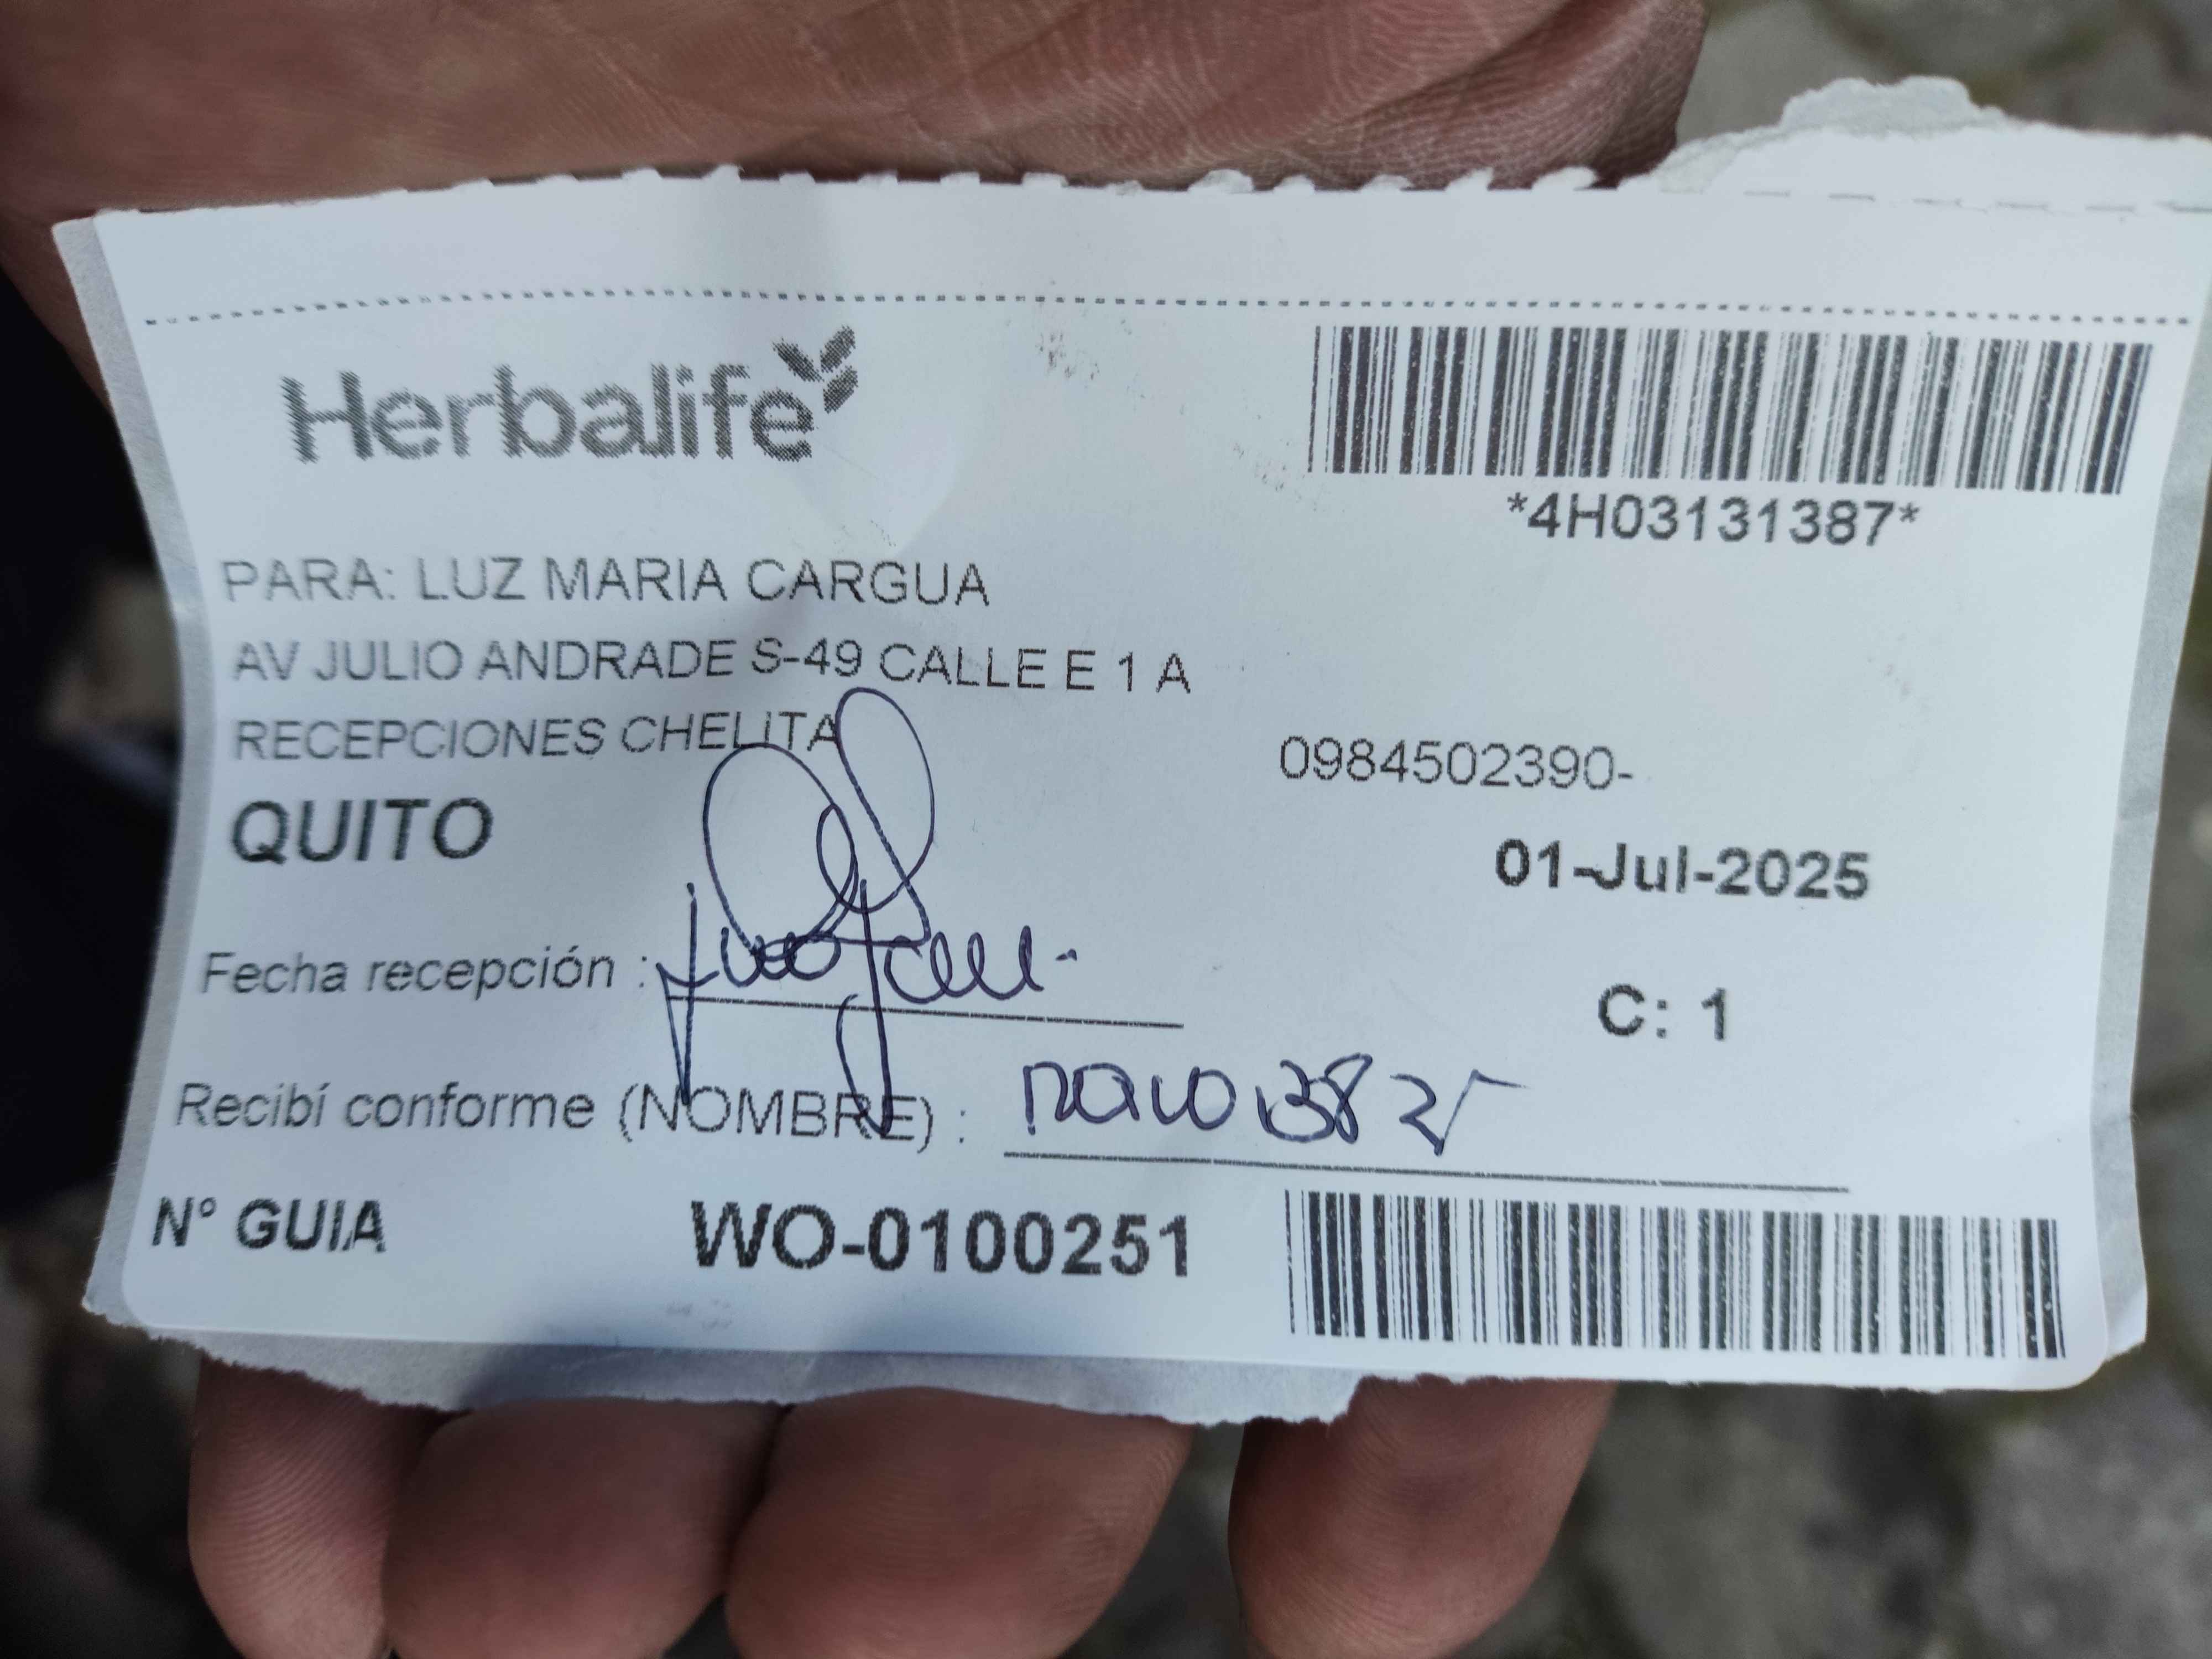 Herbalife
*4H03131387*
PARA: LUZ MARIA CARGUA
AV JULIO ANDRADE S-49 CALLE E 1 A
RECEPCIONES CHELITA
0984502390-
QUITO
01-Jul-2025
Fecha recepción :
C: 1
Recibí conforme (NOMBRE) :
N° GUIA WO-0100251